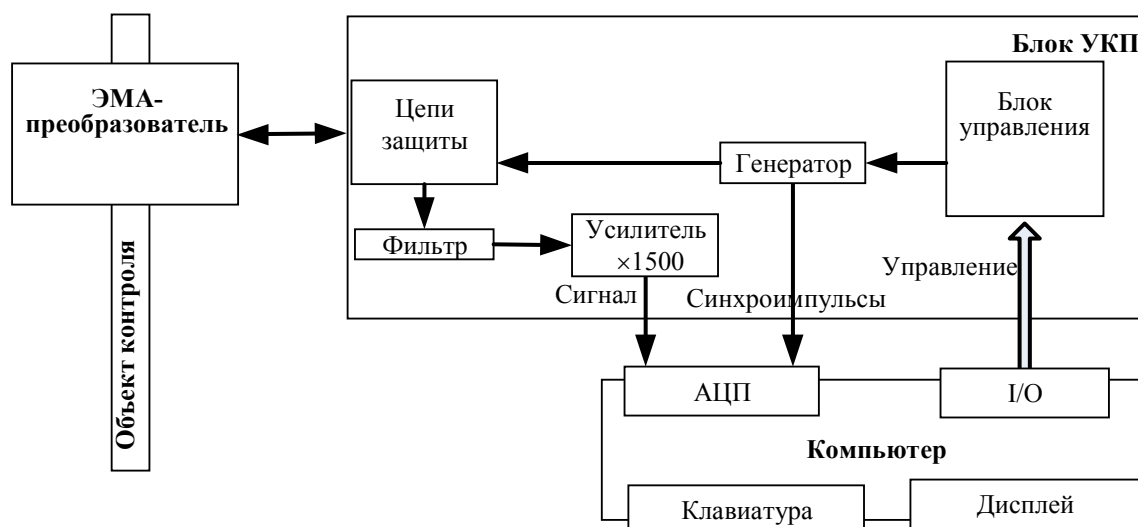 Блок УКП
ЭМА-
преобразователь
Цепи
защиты
Блок
управления
Генератор
Фильтр
Усилитель
×1500
Управление
Сигнал
Синхроимпульсы
Объект контроля
АЦП
I/O
Компьютер
Клавиатура
Дисплей